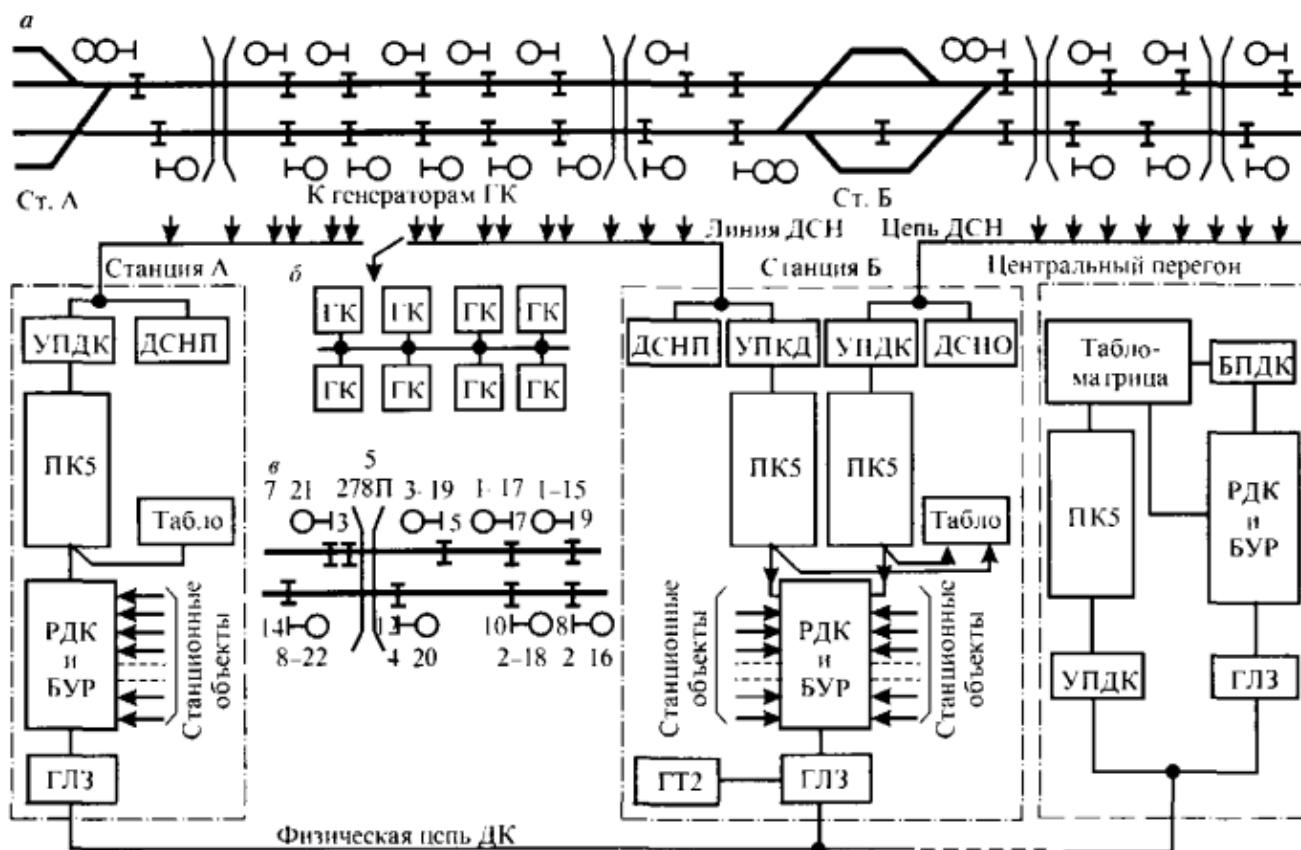 а
Ст. А
К генераторам ГК
Ст. Б
Линия ДСН
Цепь ДСН
Станция А
б
Станция Б
Центральный перегон
УПДК
ДСНП
ГК ГК ГК ГК
ГК ГК ГК ГК
ДСНП
УПКД
УПДК
ДСНО
Табло-
матрица
БПДК
ПК5
ПК5
ПК5
ПК5
РДК
и
БУР
Табло
Табло
в
5
7 21 278П 3-19 1-17 1-15
3 5 7 9
14 12 10 8
8-22 4 20 2-18 2 16
РДК
и
БУР
Станционные
объекты
Станционные
объекты
РДК
и
БУР
Станционные
объекты
УПДК
ГЛЗ
ГЛЗ
ГТ2
ГЛЗ
Физическая цепь ДК